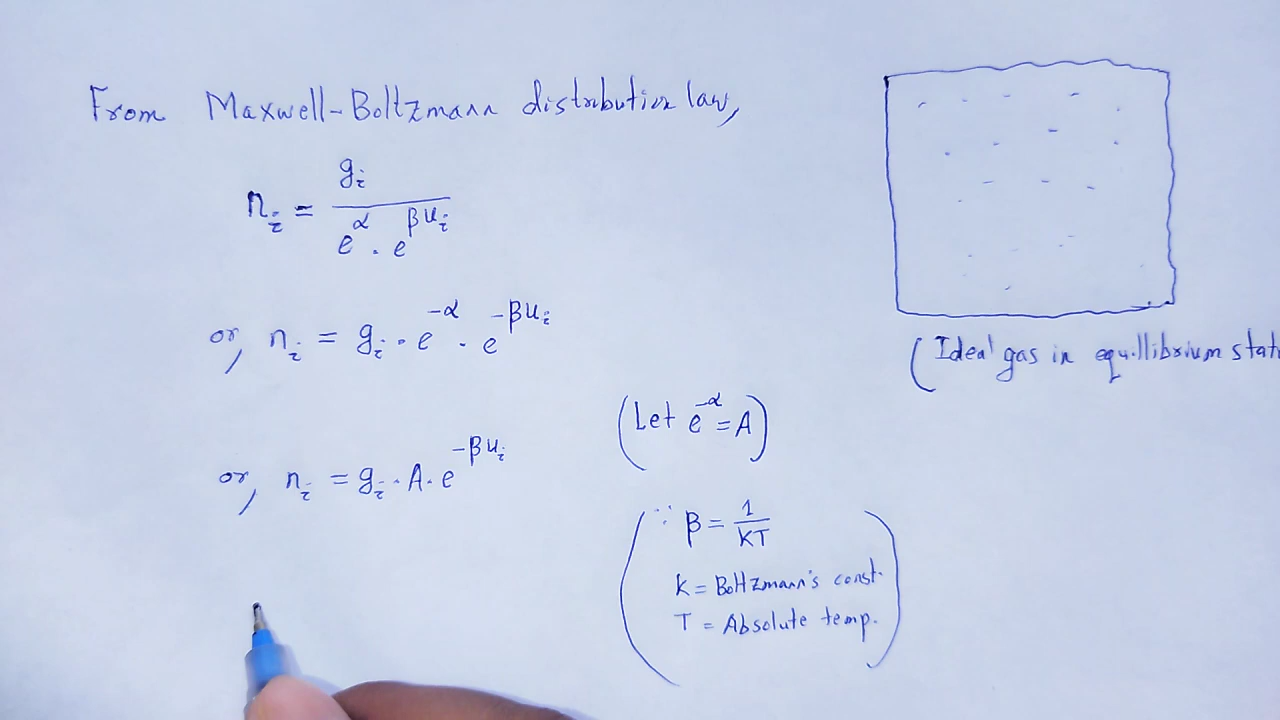 From Maxwell-Boltzmann distribution law,
nᵢ = gᵢ / (e^α . e^(βuᵢ))
or, nᵢ = gᵢ · e^(-α) · e^(-βuᵢ)
(Let e^(-α) = A)
or, nᵢ = gᵢ · A · e^(-βuᵢ)
(∵ β = 1/KT
K = Boltzmann's const.
T = Absolute temp.)
(Ideal gas in equillibrium stat